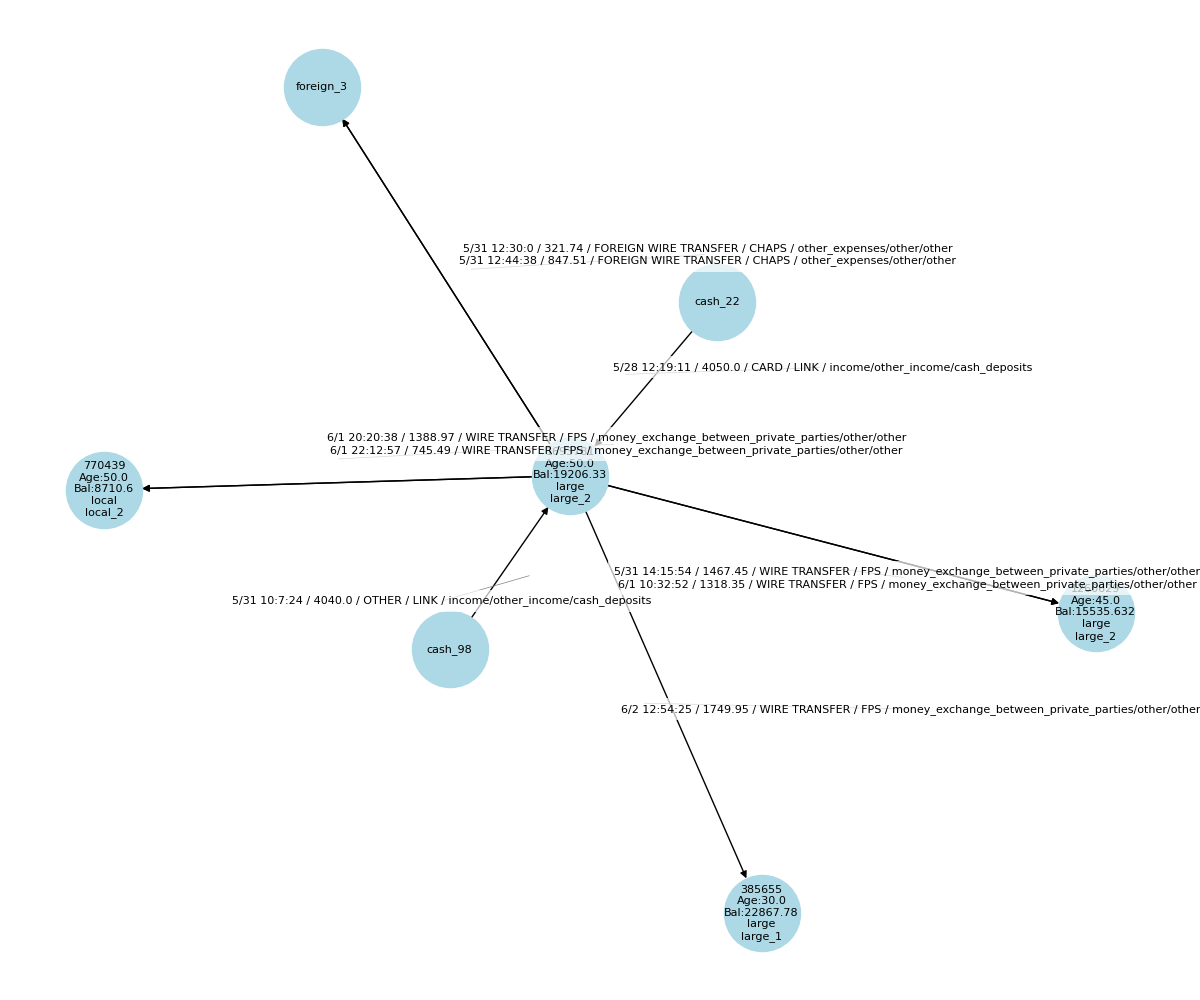 foreign_3
5/31 12:30:0 / 321.74 / FOREIGN WIRE TRANSFER / CHAPS / other_expenses/other/other
5/31 12:44:38 / 847.51 / FOREIGN WIRE TRANSFER / CHAPS / other_expenses/other/other
cash_22
5/28 12:19:11 / 4050.0 / CARD / LINK / income/other_income/cash_deposits
6/1 20:20:38 / 1388.97 / WIRE TRANSFER / FPS / money_exchange_between_private_parties/other/other
6/1 22:12:57 / 745.49 / WIRE TRANSFER / FPS / money_exchange_between_private_parties/other/other
770439
Age:50.0
Bal:8710.6
local
local_2
Age:50.0
Bal:19206.33
large
large_2
5/31 14:15:54 / 1467.45 / WIRE TRANSFER / FPS / money_exchange_between_private_parties/other/other
6/1 10:32:52 / 1318.35 / WIRE TRANSFER / FPS / money_exchange_between_private_parties/other/other
Age:45.0
Bal:15535.632
large
large_2
5/31 10:7:24 / 4040.0 / OTHER / LINK / income/other_income/cash_deposits
cash_98
6/2 12:54:25 / 1749.95 / WIRE TRANSFER / FPS / money_exchange_between_private_parties/other/other
385655
Age:30.0
Bal:22867.78
large
large_1